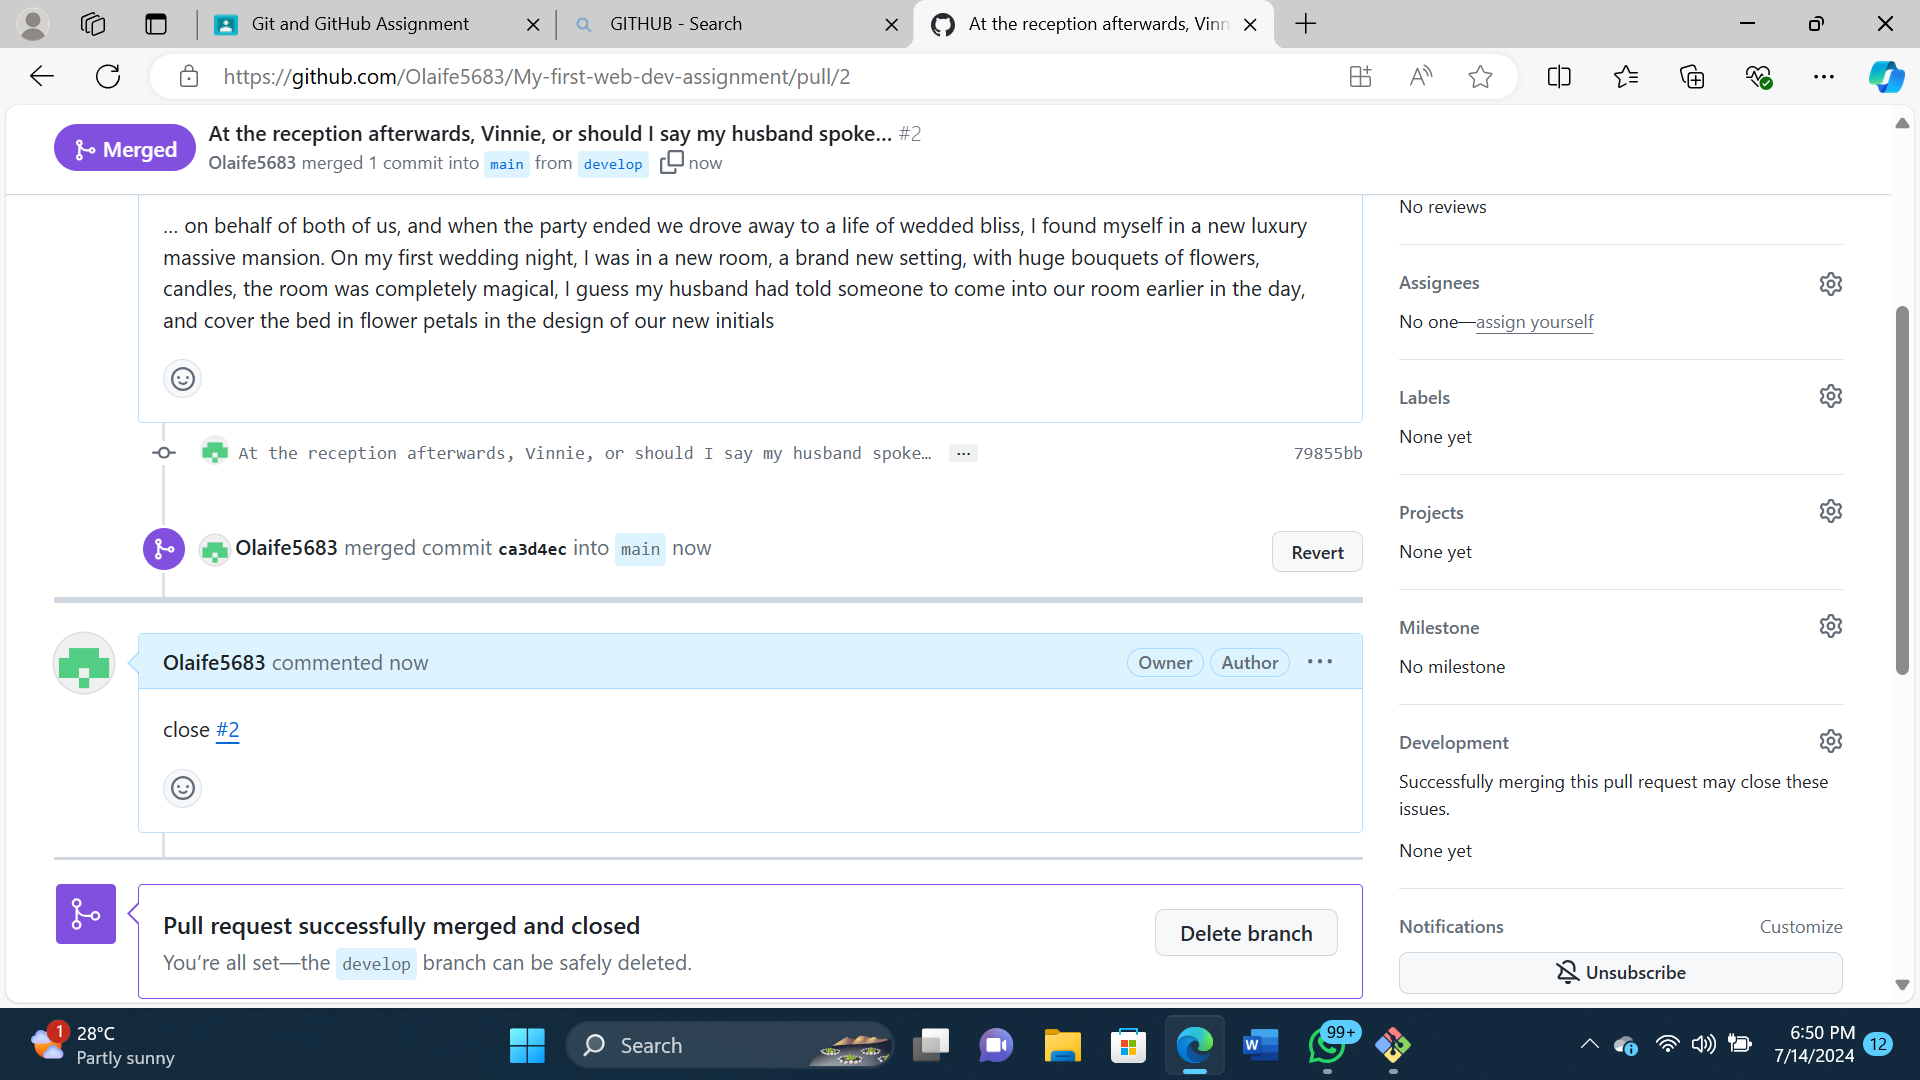 Git and GitHub Assignment
GITHUB - Search
At the reception afterwards, Vinn
https://github.com/Olaife5683/My-first-web-dev-assignment/pull/2
Merged
At the reception afterwards, Vinnie, or should I say my husband spoke... #2
Olaife5683 merged 1 commit into main from develop now
... on behalf of both of us, and when the party ended we drove away to a life of wedded bliss, I found myself in a new luxury
massive mansion. On my first wedding night, I was in a new room, a brand new setting, with huge bouquets of flowers,
candles, the room was completely magical, I guess my husband had told someone to come into our room earlier in the day,
and cover the bed in flower petals in the design of our new initials
At the reception afterwards, Vinnie, or should I say my husband spoke… ... 79855bb
Olaife5683 merged commit ca3d4ec into main now
Revert
Olaife5683 commented now
Owner
Author
close #2
Pull request successfully merged and closed
You're all set—the develop branch can be safely deleted.
Delete branch
No reviews
Assignees
No one—assign yourself
Labels
None yet
Projects
None yet
Milestone
No milestone
Development
Successfully merging this pull request may close these
issues.
None yet
Notifications
Customize
Unsubscribe
1
28°C
Partly sunny
Search
W
99+
6:50 PM
7/14/2024
12